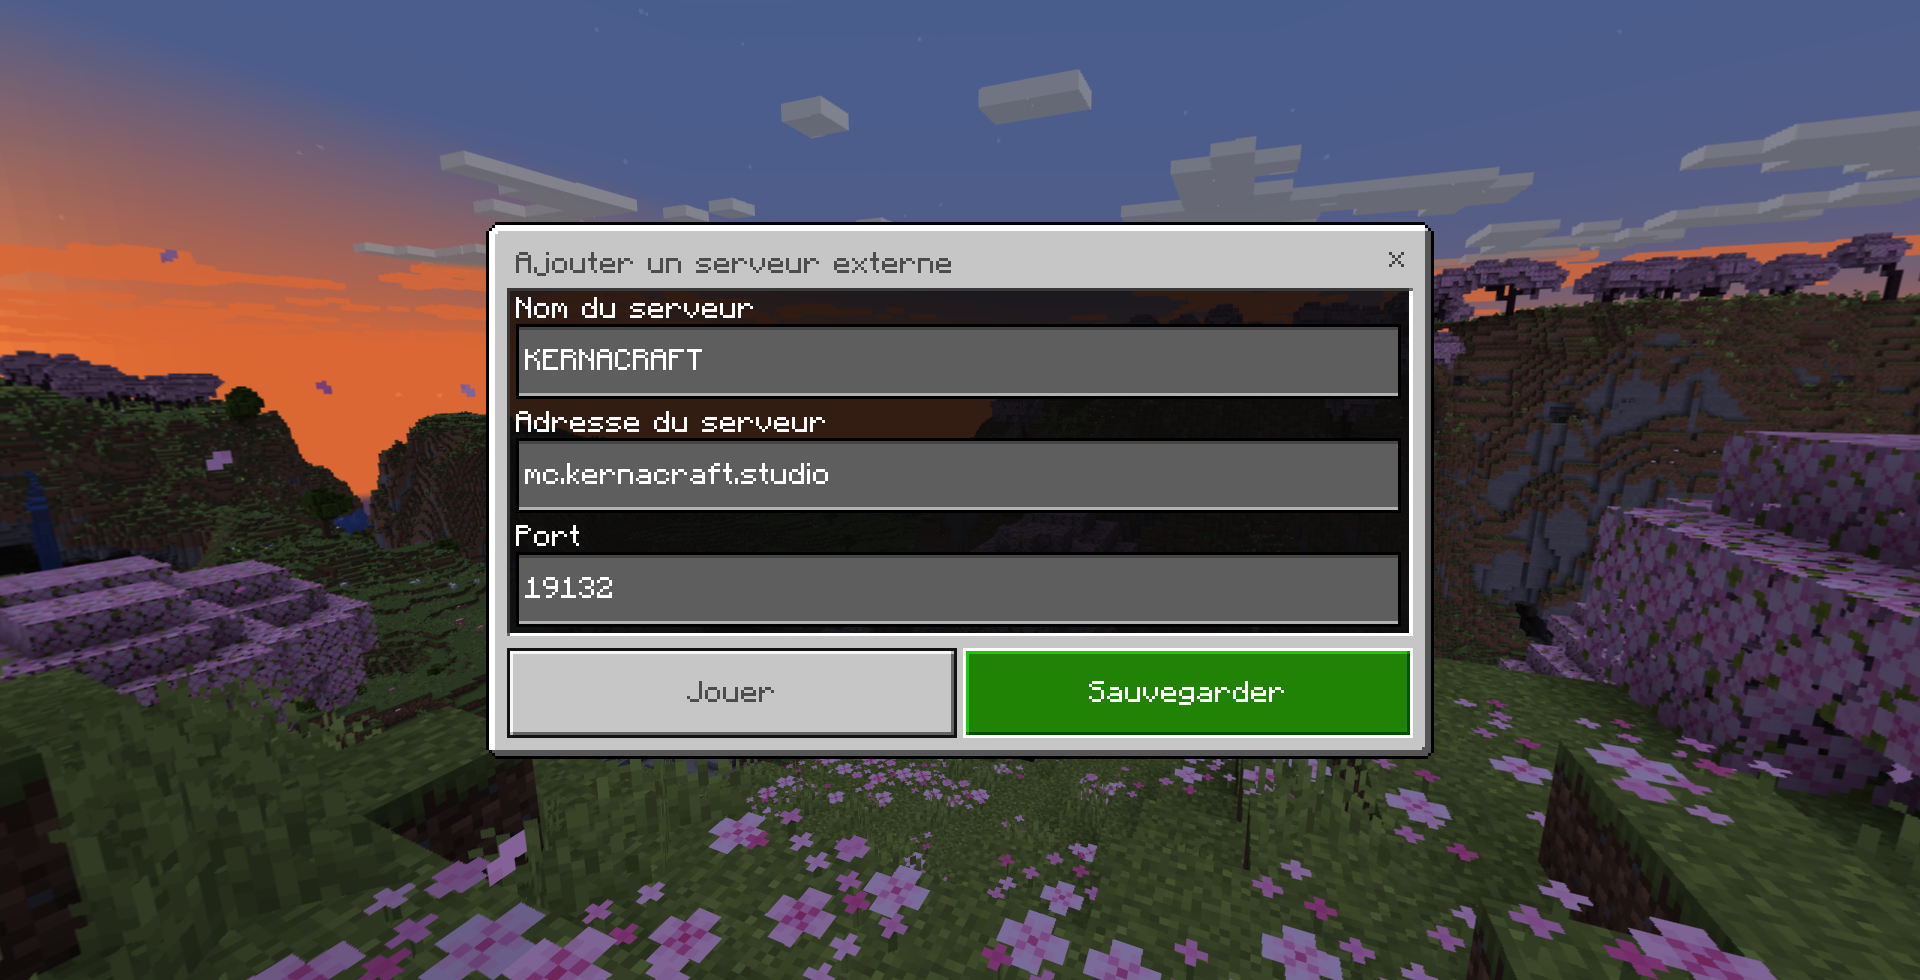 Ajouter un serveur externe
Nom du serveur
KERNACRAFT
Adresse du serveur
mc.kernacraft.studio
Port
19132
Jouer
Sauvegarder